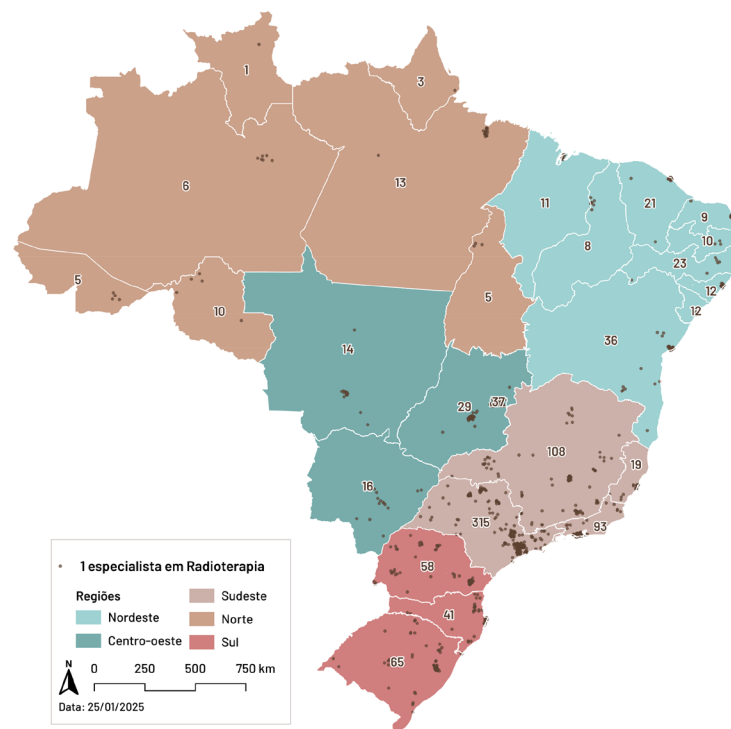 1
3
6
13
11
21
9
10
8
23
5
12
5
10
12
36
14
29
37
108
19
16
315
93
58
41
65
1 especialista em Radioterapia
Regiões
Sudeste
Nordeste
Norte
Centro-oeste
Sul
N
0 250 500 750 km
Data: 25/01/2025